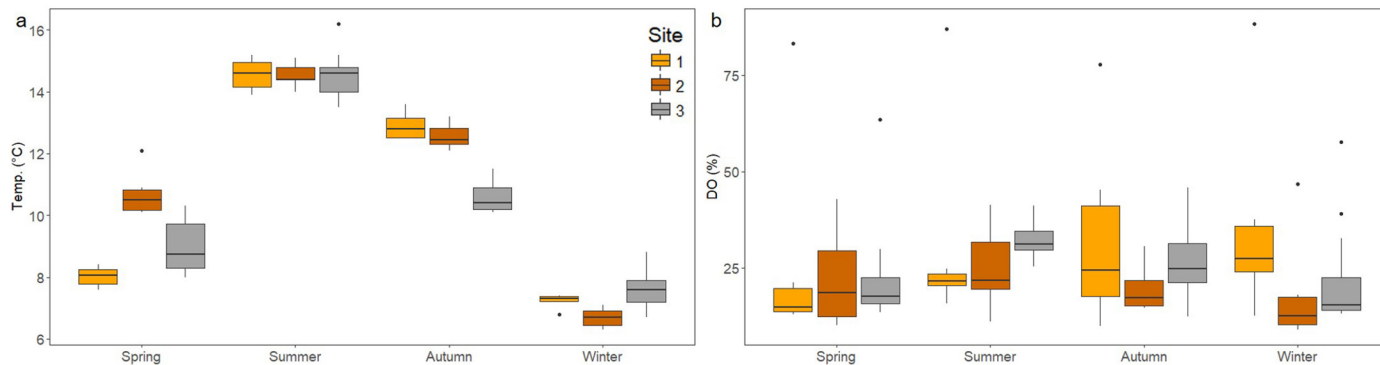 a
Temp. (°C)
16
14
12
10
8
6
Spring Summer Autumn Winter
Site
1
2
3
b
DO (%)
75
50
25
Spring Summer Autumn Winter